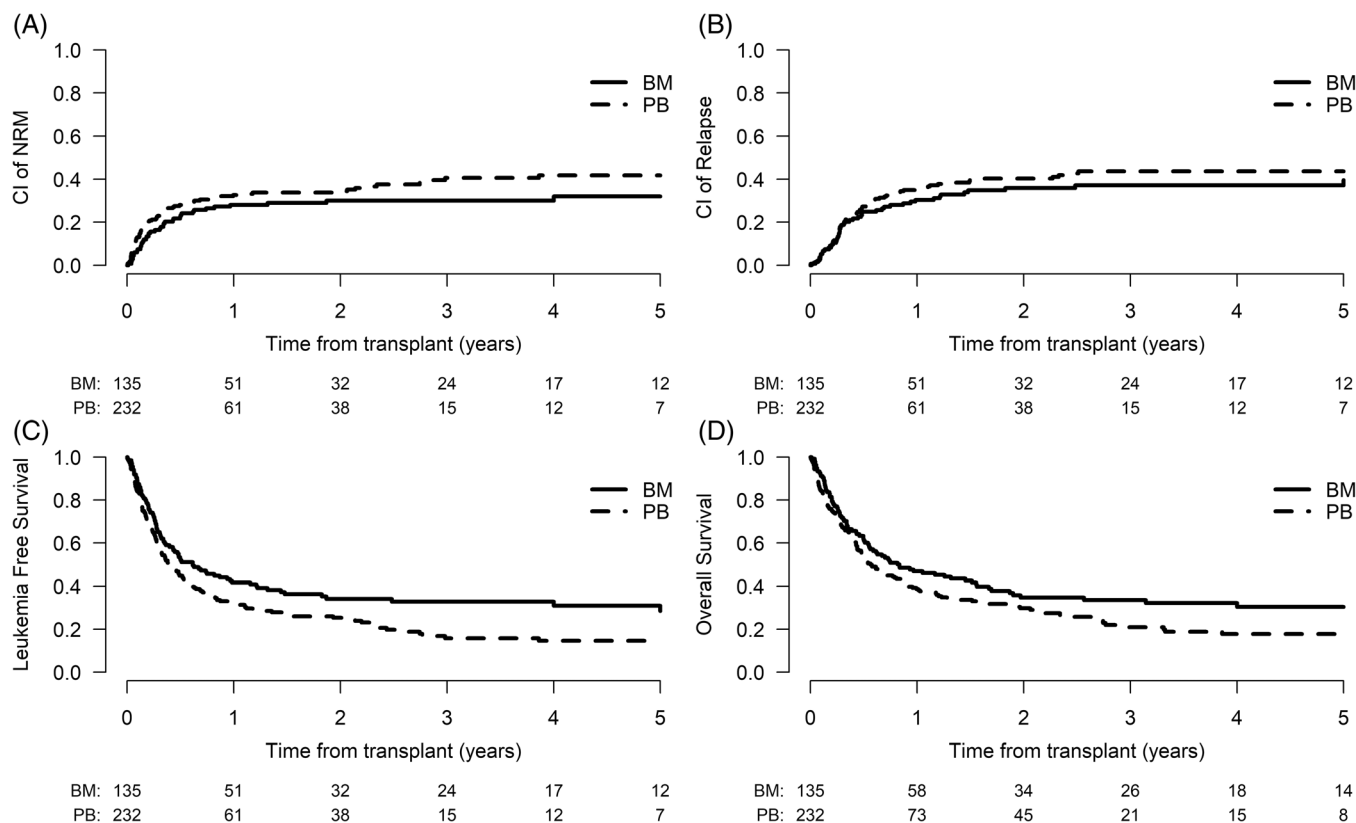 (A)
CI of NRM
1.0
0.8
0.6
0.4
0.2
0.0
BM
PB
0 1 2 3 4 5
Time from transplant (years)
BM: 135 51 32 24 17 12
PB: 232 61 38 15 12 7
(B)
CI of Relapse
1.0
0.8
0.6
0.4
0.2
0.0
BM
PB
0 1 2 3 4 5
Time from transplant (years)
BM: 135 51 32 24 17 12
PB: 232 61 38 15 12 7
(C)
Leukemia Free Survival
1.0
0.8
0.6
0.4
0.2
0.0
BM
PB
0 1 2 3 4 5
Time from transplant (years)
BM: 135 51 32 24 17 12
PB: 232 61 38 15 12 7
(D)
Overall Survival
1.0
0.8
0.6
0.4
0.2
0.0
BM
PB
0 1 2 3 4 5
Time from transplant (years)
BM: 135 58 34 26 18 14
PB: 232 73 45 21 15 8